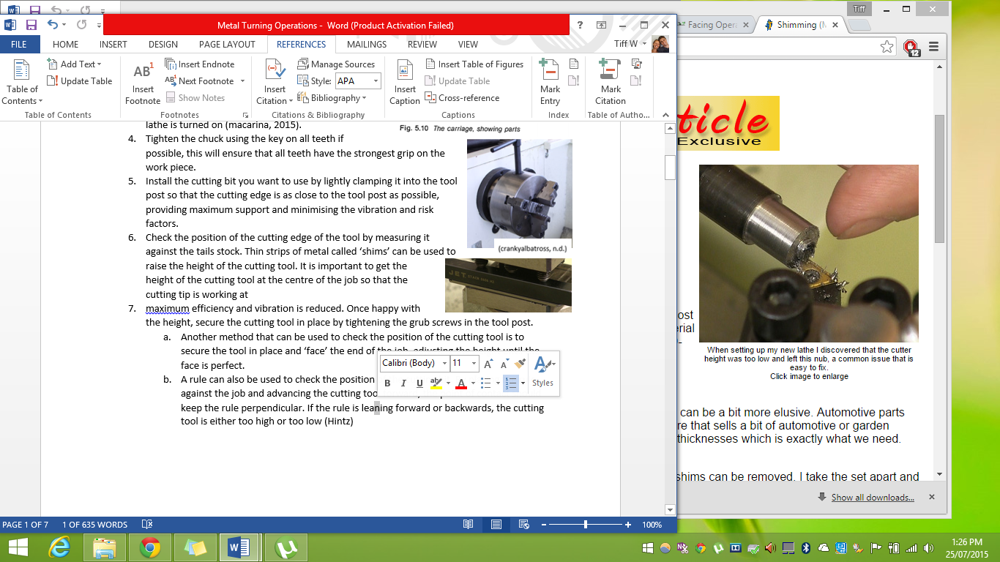 Tiff
Metal Turning Operations - Word (Product Activation Failed)
Facing Opera
Shimming (M
FILE HOME INSERT DESIGN PAGE LAYOUT REFERENCES MAILINGS REVIEW VIEW Tiff W
12
Table of Contents
Add Text
Update Table
Table of Contents
AB1
Insert Footnote
Insert Endnote
Next Footnote
Show Notes
Footnotes
Insert Citation
Manage Sources
Style: APA
Bibliography
Citations & Bibliography
Insert Caption
Insert Table of Figures
Update Table
Cross-reference
Captions
Mark Entry
Index
Mark Citation
Table of Autho...
lathe is turned on (macarina, 2015).
Fig. 5.10 The carriage, showing parts
4. Tighten the chuck using the key on all teeth if
possible, this will ensure that all teeth have the strongest grip on the
work piece.
5. Install the cutting bit you want to use by lightly clamping it into the tool
post so that the cutting edge is as close to the tool post as possible,
providing maximum support and minimising the vibration and risk
factors.
6. Check the position of the cutting edge of the tool by measuring it
against the tails stock. Thin strips of metal called ‘shims’ can be used to
raise the height of the cutting tool. It is important to get the
height of the cutting tool at the centre of the job so that the
cutting tip is working at
(crankyalbatross, n.d.)
JET
7. maximum efficiency and vibration is reduced. Once happy with
the height, secure the cutting tool in place by tightening the grub screws in the tool post.
a. Another method that can be used to check the position of the cutting tool is to
secure the tool in place and ‘face’ the end of the job, adjusting the height until the
face is perfect.
b. A rule can also be used to check the position
against the job and advancing the cutting too
keep the rule perpendicular. If the rule is leaning forward or backwards, the cutting
tool is either too high or too low (Hintz)
Calibri (Body) 11
B I U ab A Styles
PAGE 1 OF 7 1 OF 635 WORDS 100%
ticle
Exclusive
When setting up my new lathe I discovered that the cutter
height was too low and left this nub, a common issue that is
easy to fix.
Click image to enlarge
ost
erial
can be a bit more elusive. Automotive parts
re that sells a bit of automotive or garden
thicknesses which is exactly what we need.
shims can be removed. I take the set apart and
Show all downloads...
1:26 PM
25/07/2015